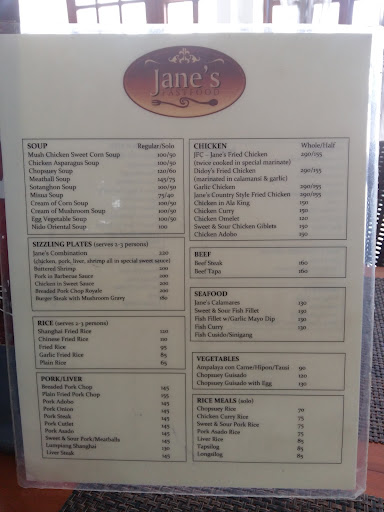 Jane's
FASTFOOD
SOUP Regular/Solo
Mush Chicken Sweet Corn Soup 100/50
Chicken Asparagus Soup 100/50
Chopsuey Soup 120/60
Meatball Soup 145/75
Sotanghon Soup 100/50
Misua Soup 75/40
Cream of Corn Soup 100/50
Cream of Mushroom Soup 100/50
Egg Vegetable Soup 100/50
Nido Oriental Soup 100
SIZZLING PLATES (serves 2-3 persons)
Jane's Combination 220
(chicken, pork, liver, shrimp all in special sweet sauce)
Buttered Shrimp
Pork in Barbecue Sauce 200
Chicken in Sweet Sauce 200
Breaded Pork Chop Royale 200
Burger Steak with Mushroom Gravy 180
RICE (serves 2-3 persons)
Shanghai Fried Rice 120
Chinese Fried Rice 110
Fried Rice 95
Garlic Fried Rice 85
Plain Rice 65
PORK/LIVER
Breaded Pork Chop 145
Plain Fried Pork Chop 155
Pork Adobo 145
Pork Onion 145
Pork Steak 145
Pork Cutlet 145
Pork Asado 145
Sweet & Sour Pork/Meatballs 145
Lumpiang Shanghai 130
Liver Steak 145
CHICKEN Whole/Half
JFC - Jane's Fried Chicken 290/155
(twice cooked in special marinate)
Didoy's Fried Chicken 290/155
(marinated in calamansi & garlic)
Garlic Chicken 290/155
Jane's Country Style Fried Chicken 290/155
Chicken in Ala King 150
Chicken Curry 150
Chicken Omelet 120
Sweet & Sour Chicken Giblets 130
Chicken Adobo 150
BEEF
Beef Steak 160
Beef Tapa 160
SEAFOOD
Jane's Calamares 130
Sweet & Sour Fish Fillet 130
Fish Fillet w/Garlic Mayo Dip 130
Fish Curry 130
Fish Cusido/Sinigang
VEGETABLES
Ampalaya con Carne/Hipon/Tausi 90
Chopsuey Guisado 120
Chopsuey Guisado with Egg 130
RICE MEALS (solo)
Chopsuey Rice 70
Chicken Curry Rice 75
Sweet & Sour Pork Rice 75
Pork Asado Rice 75
Liver Rice 85
Tapsilog 85
Longsilog 85